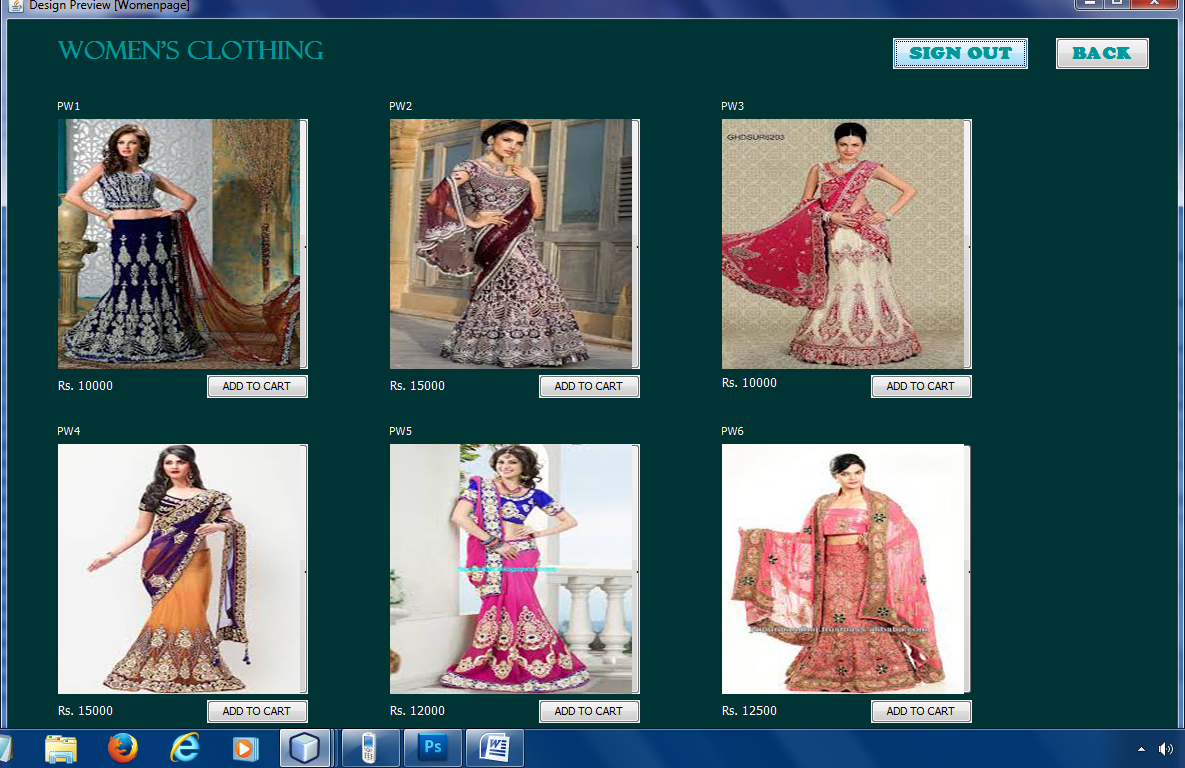 Design Preview [Womenpage]
WOMEN'S CLOTHING
SIGN OUT
BACK
PW1
PW2
PW3
GHDSUR6203
Rs. 10000
ADD TO CART
Rs. 15000
ADD TO CART
Rs. 10000
ADD TO CART
PW4
PW5
PW6
Rs. 15000
ADD TO CART
Rs. 12000
ADD TO CART
Rs. 12500
ADD TO CART
Ps
W